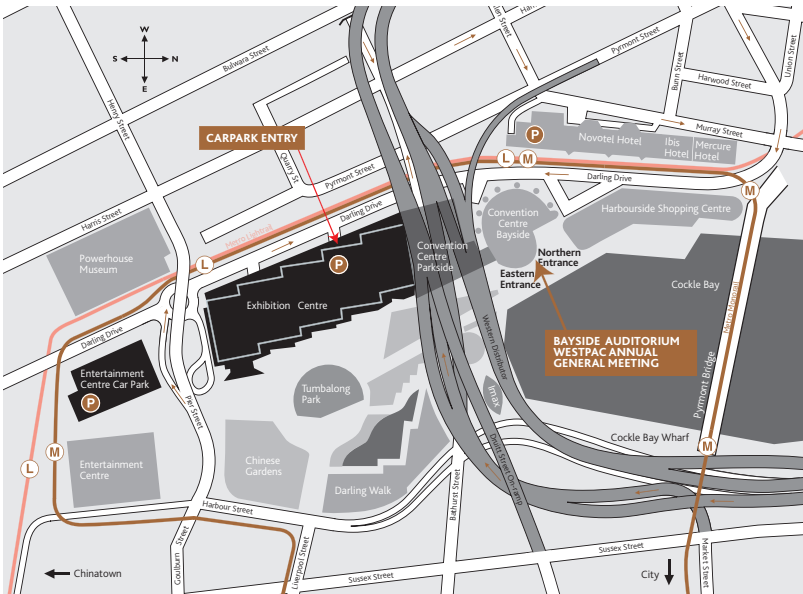 W
S
N
E
Bulwara Street
Allen Street
Pyrmont Street
Bunn Street
Union Street
Harwood Street
Murray Street
Henry Street
CARPARK ENTRY
P
Novotel Hotel
Ibis
Hotel
Mercure
Hotel
Quarry St
Pyrmont Street
L
M
Darling Drive
M
Harris Street
Darling Drive
Metro Lightrail
Convention
Centre
Bayside
Harbourside Shopping Centre
Powerhouse
Museum
L
P
Convention
Centre
Parkside
Northern
Entrance
Eastern
Entrance
Cockle Bay
Exhibition Centre
Metro Monorail
Western Distributor
BAYSIDE AUDITORIUM
WESTPAC ANNUAL
GENERAL MEETING
Darling Drive
Entertainment
Centre Car Park
P
Pier Street
Tumbalong
Park
Imax
Pyrmont Bridge
Cockle Bay Wharf
M
L
M
Entertainment
Centre
Chinese
Gardens
Darling Walk
Druitt Street On-ramp
Bathurst Street
Harbour Street
Goulburn Street
Liverpool Street
Sussex Street
Sussex Street
Market Street
Chinatown
City